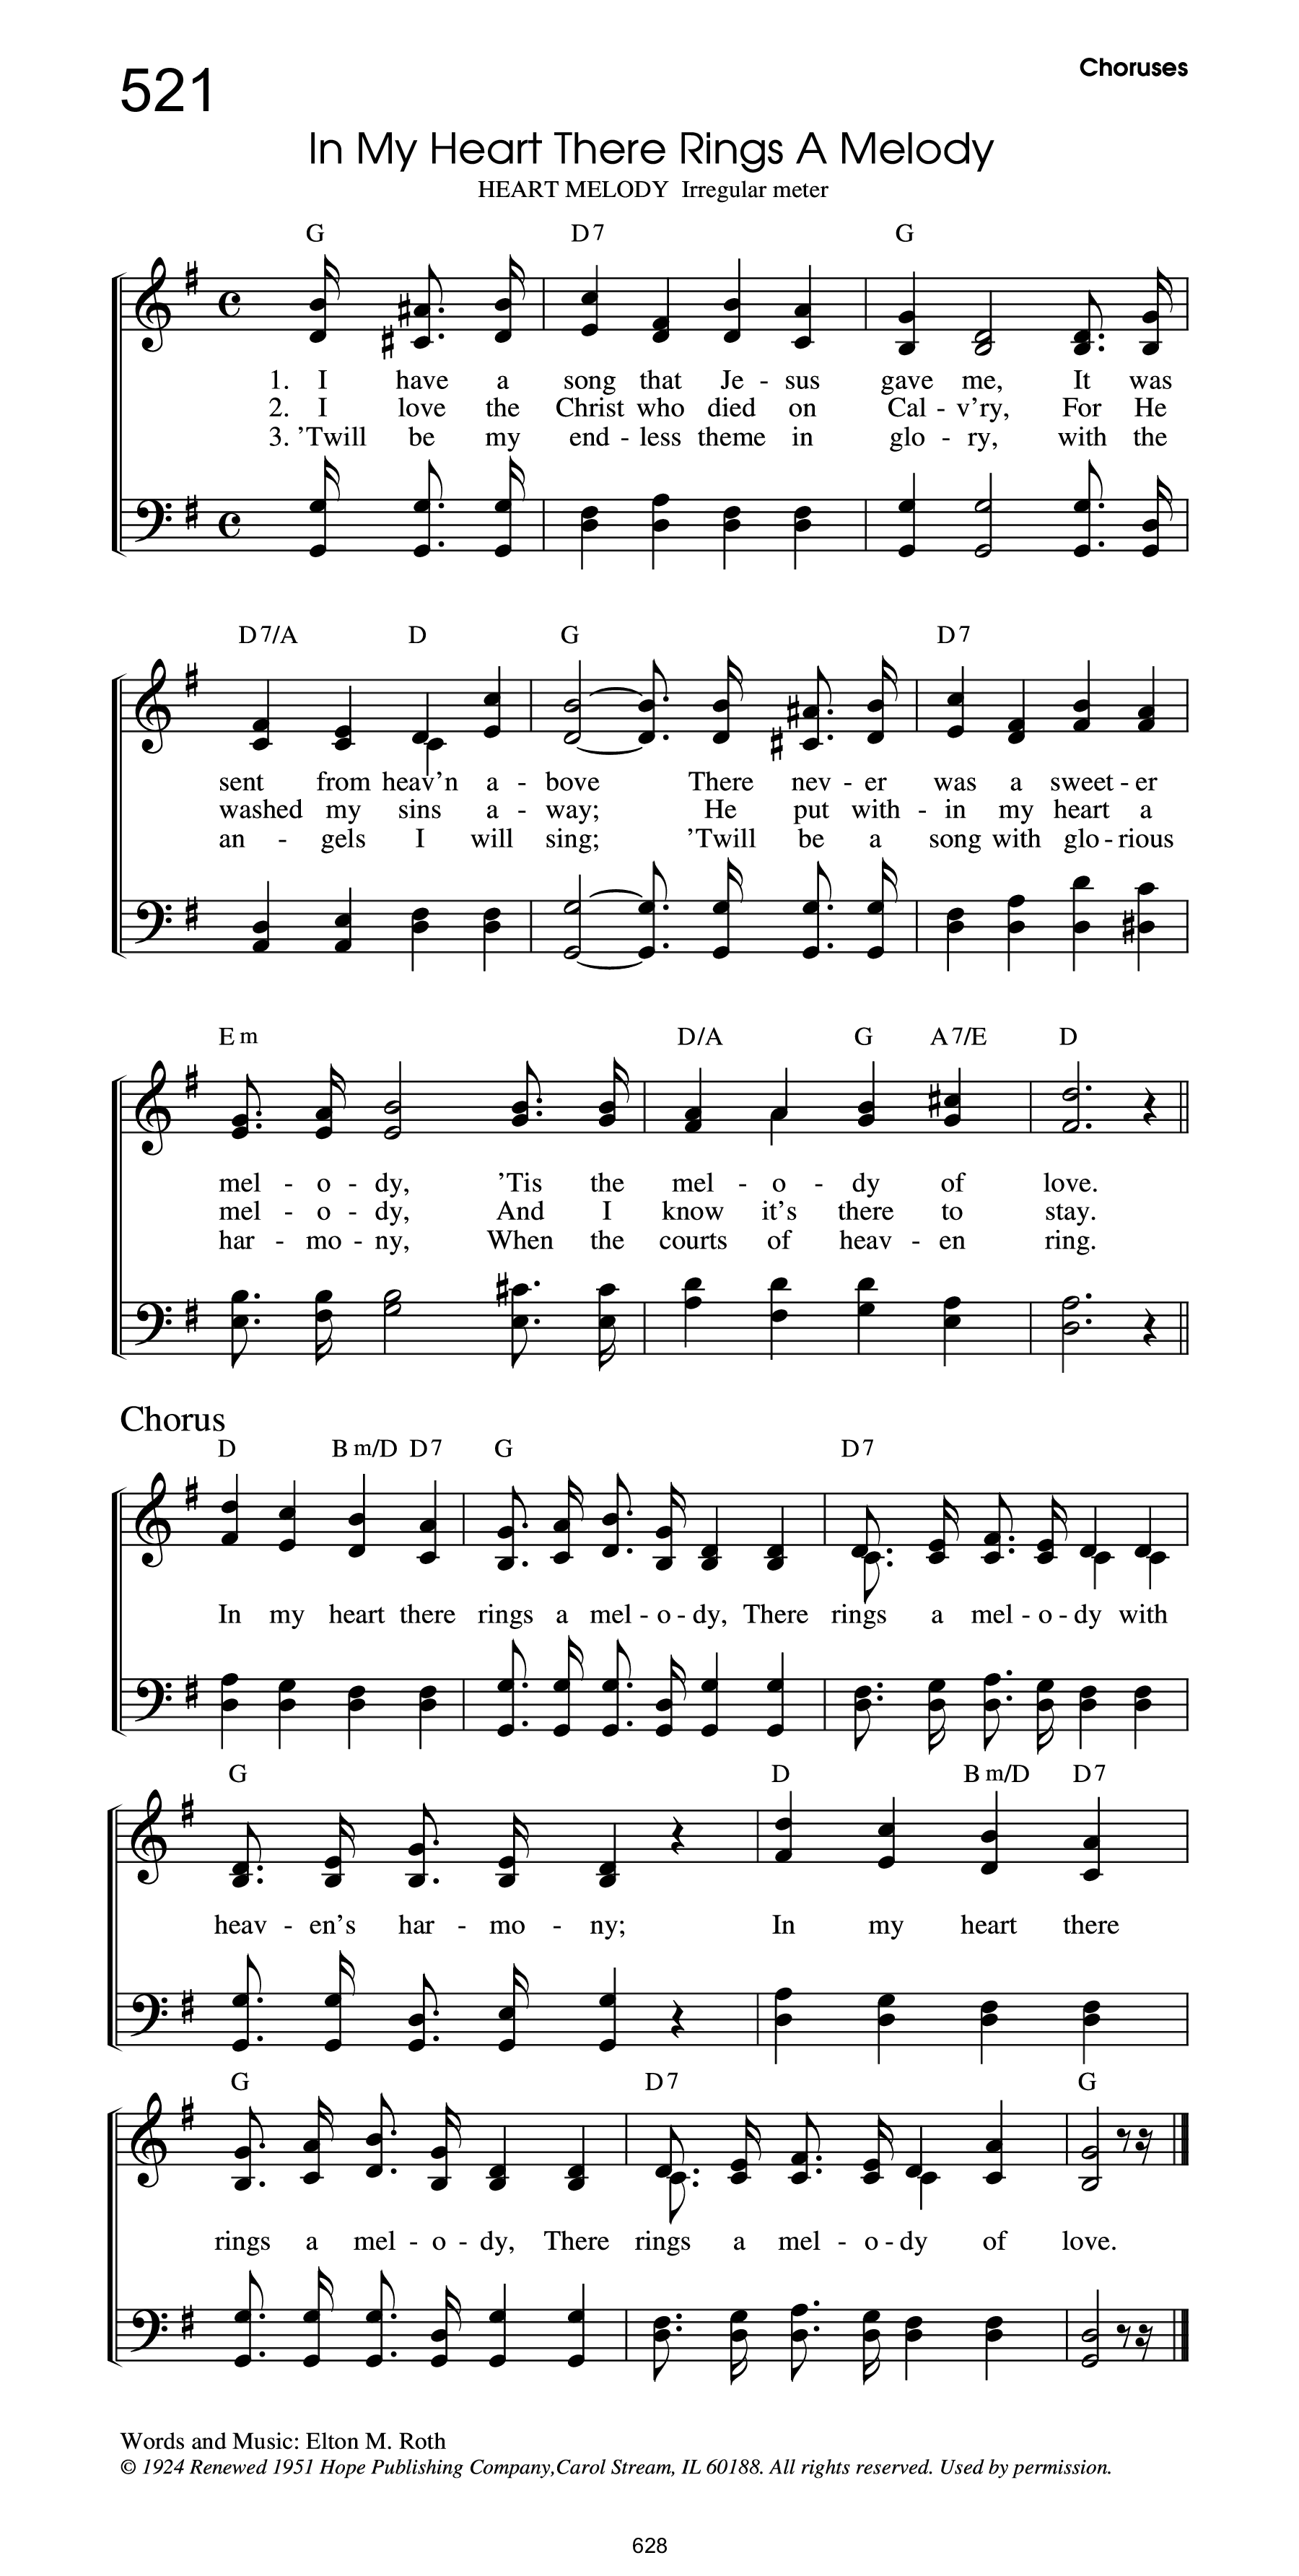 Choruses
521
In My Heart There Rings A Melody
HEART MELODY Irregular meter
G D7 G
1. I have a song that Je - sus gave me, It was
2. I love the Christ who died on Cal - v'ry, For He
3. 'Twill be my end - less theme in glo - ry, with the
D7/A D G D7
sent from heav'n a - bove There nev - er was a sweet - er
washed my sins a - way; He put with - in my heart a
an - gels I will sing; 'Twill be a song with glo - rious
Em D/A G A7/E D
mel - o - dy, 'Tis the mel - o - dy of love.
mel - o - dy, And I know it's there to stay.
har - mo - ny, When the courts of heav - en ring.
Chorus
D Bm/D D7 G D7
In my heart there rings a mel - o - dy, There rings a mel - o - dy with
G D Bm/D D7
heav - en's har - mo - ny; In my heart there
G D7 G
rings a mel - o - dy, There rings a mel - o - dy of love.
Words and Music: Elton M. Roth
© 1924 Renewed 1951 Hope Publishing Company,Carol Stream, IL 60188. All rights reserved. Used by permission.
628